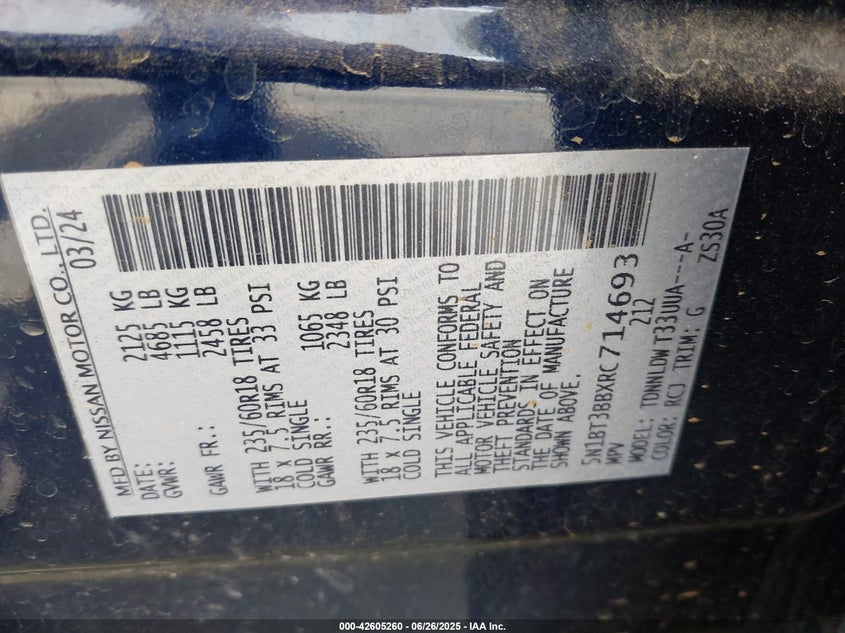 MFD BY NISSAN MOTOR CO., LTD.
DATE: 03/24
GVWR: 2125 KG
4685 LB
GAWR FR.: 1115 KG
2458 LB
WITH 235/60R18 TIRES
18 x 7.5 RIMS AT 33 PSI
COLD SINGLE
GAWR RR.: 1065 KG
2348 LB
WITH 235/60R18 TIRES
18 x 7.5 RIMS AT 30 PSI
COLD SINGLE
THIS VEHICLE CONFORMS TO
ALL APPLICABLE FEDERAL
MOTOR VEHICLE SAFETY AND
THEFT PREVENTION
STANDARDS IN EFFECT ON
THE DATE OF MANUFACTURE
SHOWN ABOVE.
5N1BT3BBXRC714693
MPV 212
MODEL: TDNNLDW T33UUA---A-
COLOR: RCJ TRIM: G ZS30A
000-42605260 | 06/26/2025 - IAA Inc.